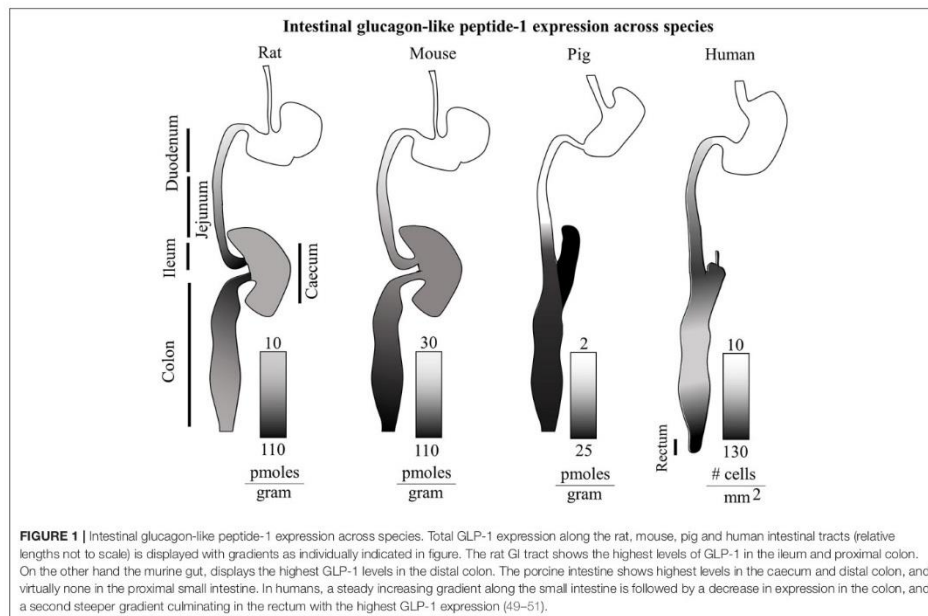 Intestinal glucagon-like peptide-1 expression across species
Rat
Mouse
Pig
Human
Duodenum
Jejunum
Ileum
Caecum
Colon
Rectum
10
110
pmoles
gram
30
110
pmoles
gram
2
25
pmoles
gram
10
130
# cells
mm 2
FIGURE 1 | Intestinal glucagon-like peptide-1 expression across species. Total GLP-1 expression along the rat, mouse, pig and human intestinal tracts (relative
lengths not to scale) is displayed with gradients as individually indicated in figure. The rat GI tract shows the highest levels of GLP-1 in the ileum and proximal colon.
On the other hand the murine gut, displays the highest GLP-1 levels in the distal colon. The porcine intestine shows highest levels in the caecum and distal colon, and
virtually none in the proximal small intestine. In humans, a steady increasing gradient along the small intestine is followed by a decrease in expression in the colon, and
a second steeper gradient culminating in the rectum with the highest GLP-1 expression (49–51).